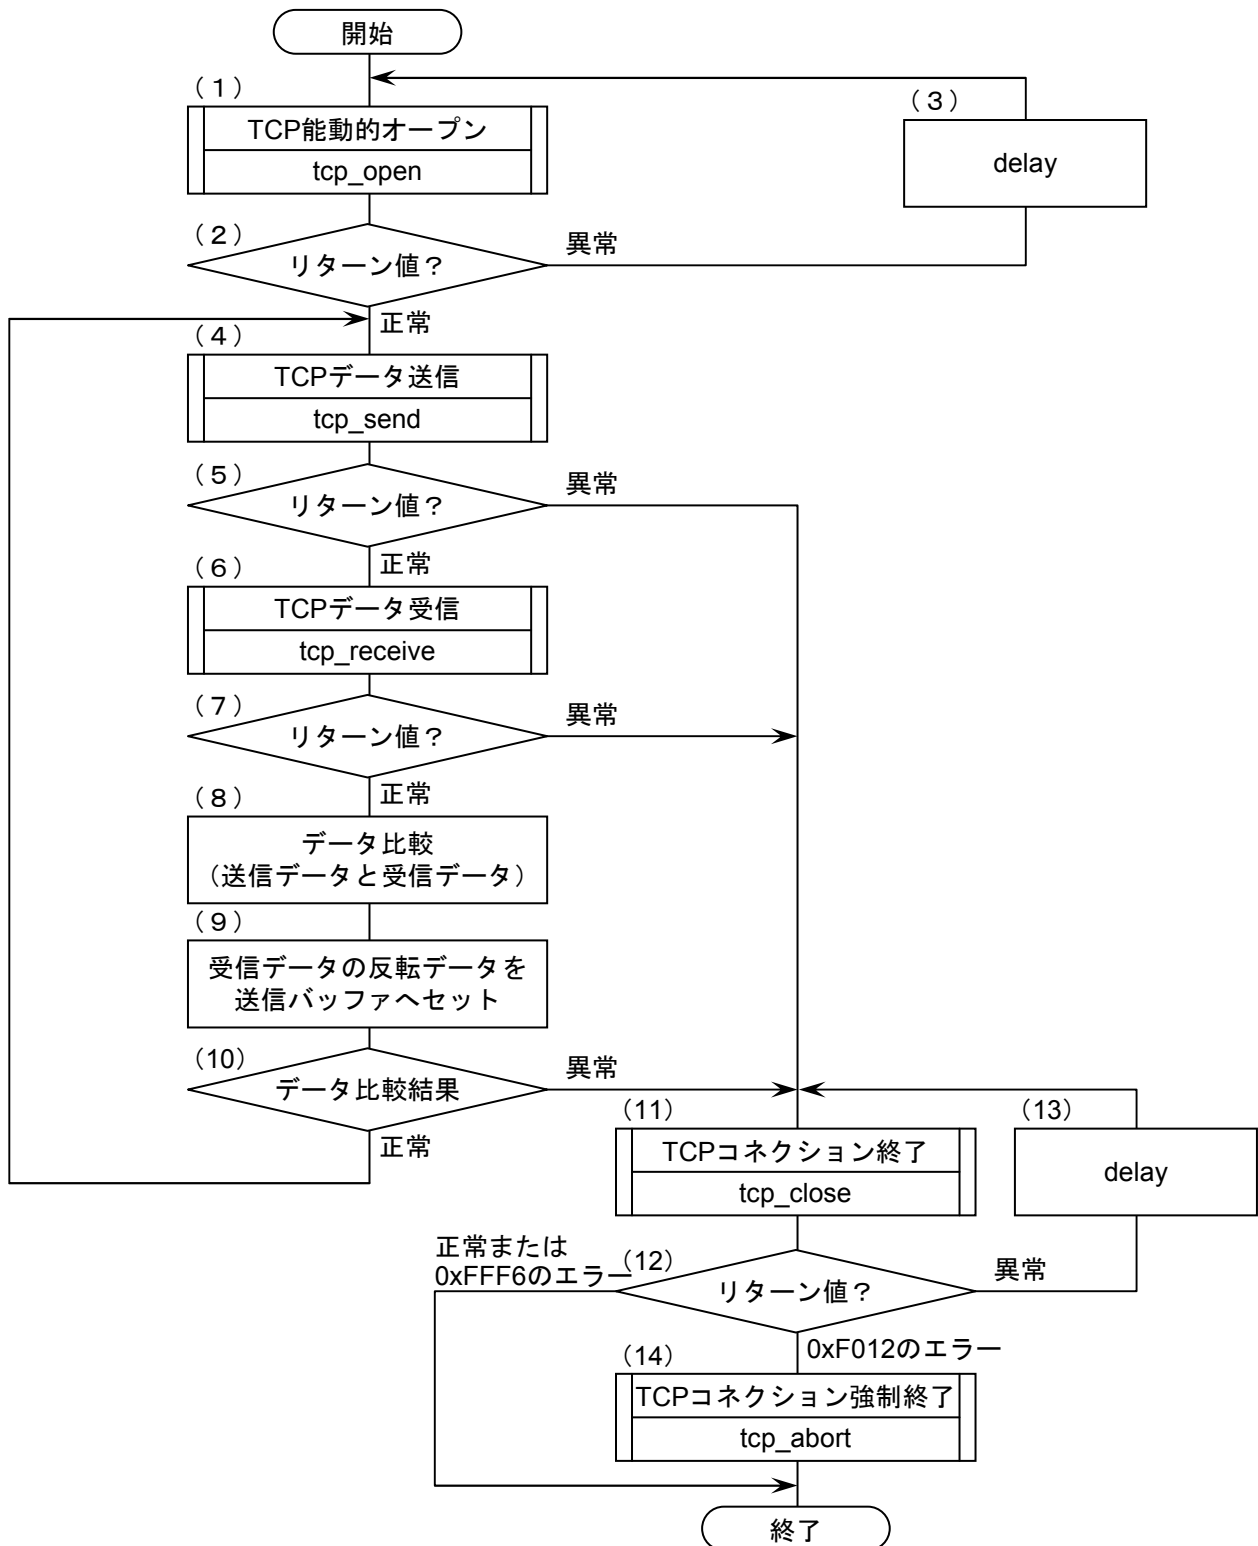 開始
(1)
TCP能動的オープン
tcp_open
(3)
delay
(2)
リターン値?
異常
正常
(4)
TCPデータ送信
tcp_send
(5)
リターン値?
異常
正常
(6)
TCPデータ受信
tcp_receive
(7)
リターン値?
異常
正常
(8)
データ比較
(送信データと受信データ)
(9)
受信データの反転データを
送信バッファへセット
(10)
データ比較結果
異常
正常
(11)
TCPコネクション終了
tcp_close
(13)
delay
正常または
0xFFF6のエラー
(12)
リターン値?
異常
0xF012のエラー
(14)
TCPコネクション強制終了
tcp_abort
終了